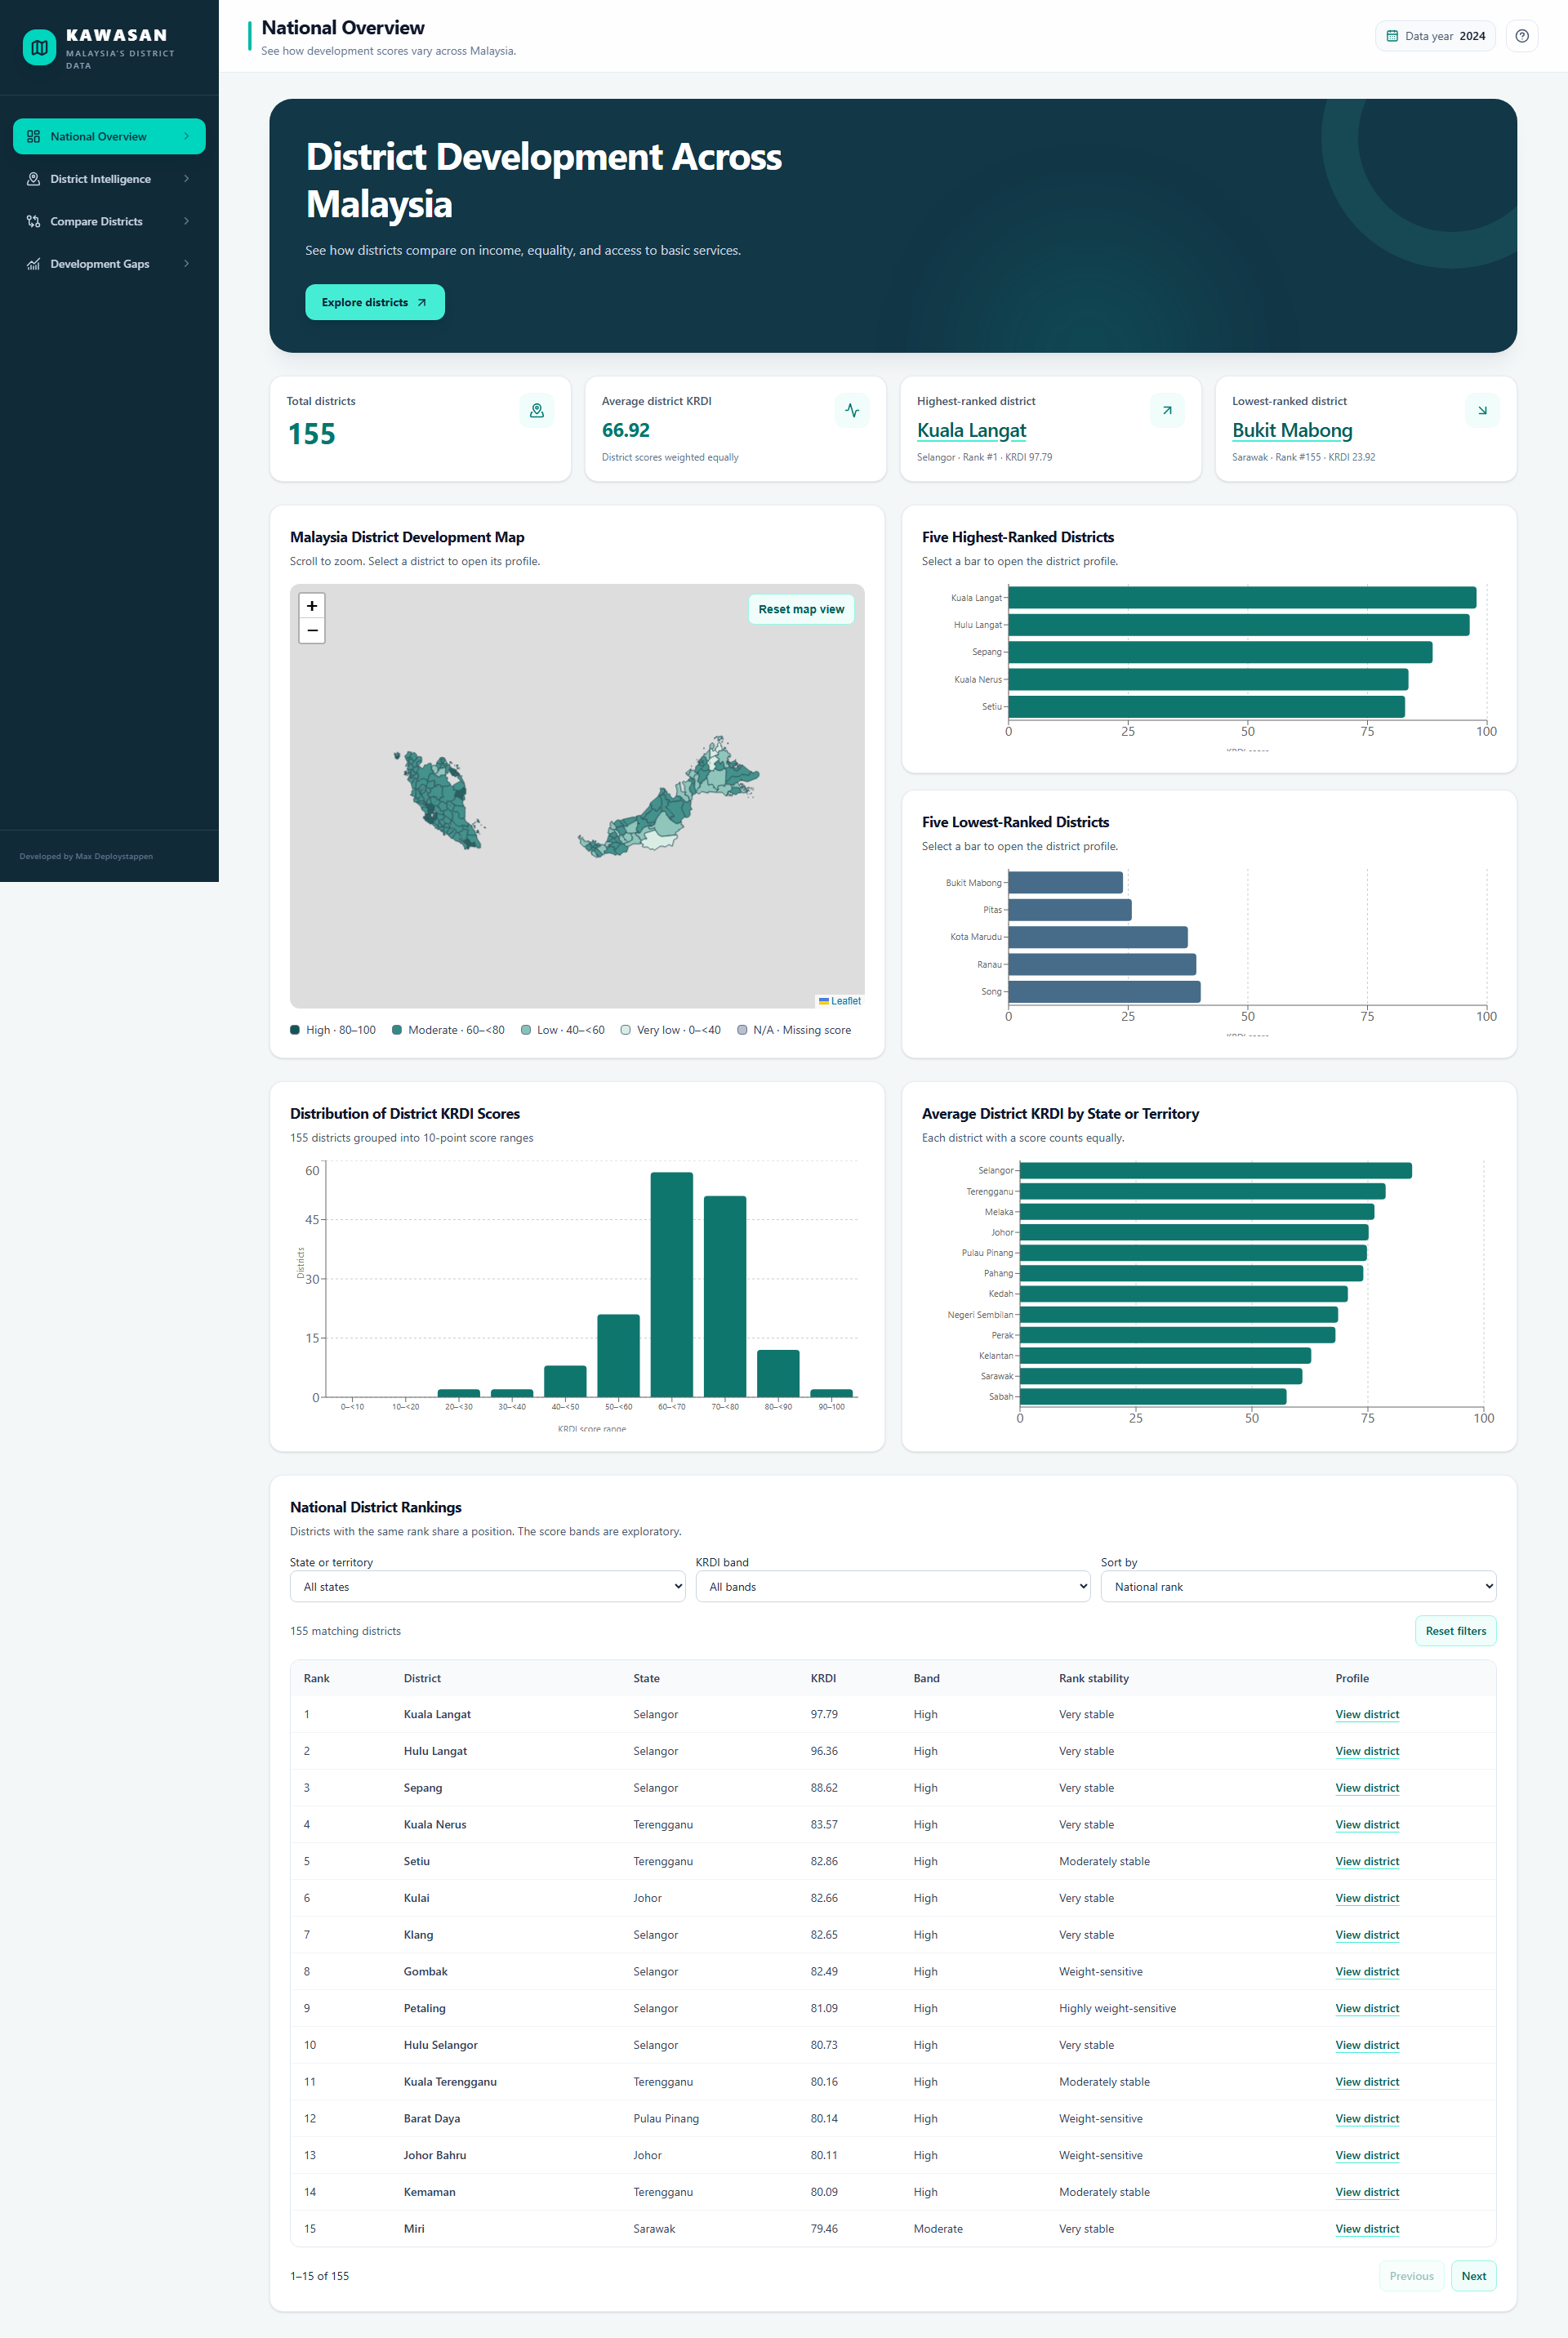 KAWASAN
MALAYSIA'S DISTRICT
DATA
National Overview
District Intelligence
Compare Districts
Development Gaps
Developed by Max Deploystappen
National Overview
See how development scores vary across Malaysia.
Data year 2024
District Development Across
Malaysia
See how districts compare on income, equality, and access to basic services.
Explore districts
Total districts
155
Average district KRDI
66.92
District scores weighted equally
Highest-ranked district
Kuala Langat
Selangor · Rank #1 · KRDI 97.79
Lowest-ranked district
Bukit Mabong
Sarawak · Rank #155 · KRDI 23.92
Malaysia District Development Map
Scroll to zoom. Select a district to open its profile.
+
−
Reset map view
Leaflet
High · 80–100
Moderate · 60–<80
Low · 40–<60
Very low · 0–<40
N/A · Missing score
Five Highest-Ranked Districts
Select a bar to open the district profile.
Kuala Langat
Hulu Langat
Sepang
Kuala Nerus
Setiu
0 25 50 75 100
Five Lowest-Ranked Districts
Select a bar to open the district profile.
Bukit Mabong
Pitas
Kota Marudu
Ranau
Song
0 25 50 75 100
Distribution of District KRDI Scores
155 districts grouped into 10-point score ranges
60
45
30
15
0
Districts
0–<10 10–<20 20–<30 30–<40 40–<50 50–<60 60–<70 70–<80 80–<90 90–100
KRDI score range
Average District KRDI by State or Territory
Each district with a score counts equally.
Selangor
Terengganu
Melaka
Johor
Pulau Pinang
Pahang
Kedah
Negeri Sembilan
Perak
Kelantan
Sarawak
Sabah
0 25 50 75 100
National District Rankings
Districts with the same rank share a position. The score bands are exploratory.
State or territory KRDI band Sort by
All states All bands National rank
155 matching districts
Reset filters
Rank District State KRDI Band Rank stability Profile
1 Kuala Langat Selangor 97.79 High Very stable View district
2 Hulu Langat Selangor 96.36 High Very stable View district
3 Sepang Selangor 88.62 High Very stable View district
4 Kuala Nerus Terengganu 83.57 High Very stable View district
5 Setiu Terengganu 82.86 High Moderately stable View district
6 Kulai Johor 82.66 High Very stable View district
7 Klang Selangor 82.65 High Very stable View district
8 Gombak Selangor 82.49 High Weight-sensitive View district
9 Petaling Selangor 81.09 High Highly weight-sensitive View district
10 Hulu Selangor Selangor 80.73 High Very stable View district
11 Kuala Terengganu Terengganu 80.16 High Moderately stable View district
12 Barat Daya Pulau Pinang 80.14 High Weight-sensitive View district
13 Johor Bahru Johor 80.11 High Weight-sensitive View district
14 Kemaman Terengganu 80.09 High Moderately stable View district
15 Miri Sarawak 79.46 Moderate Very stable View district
1–15 of 155
Previous Next